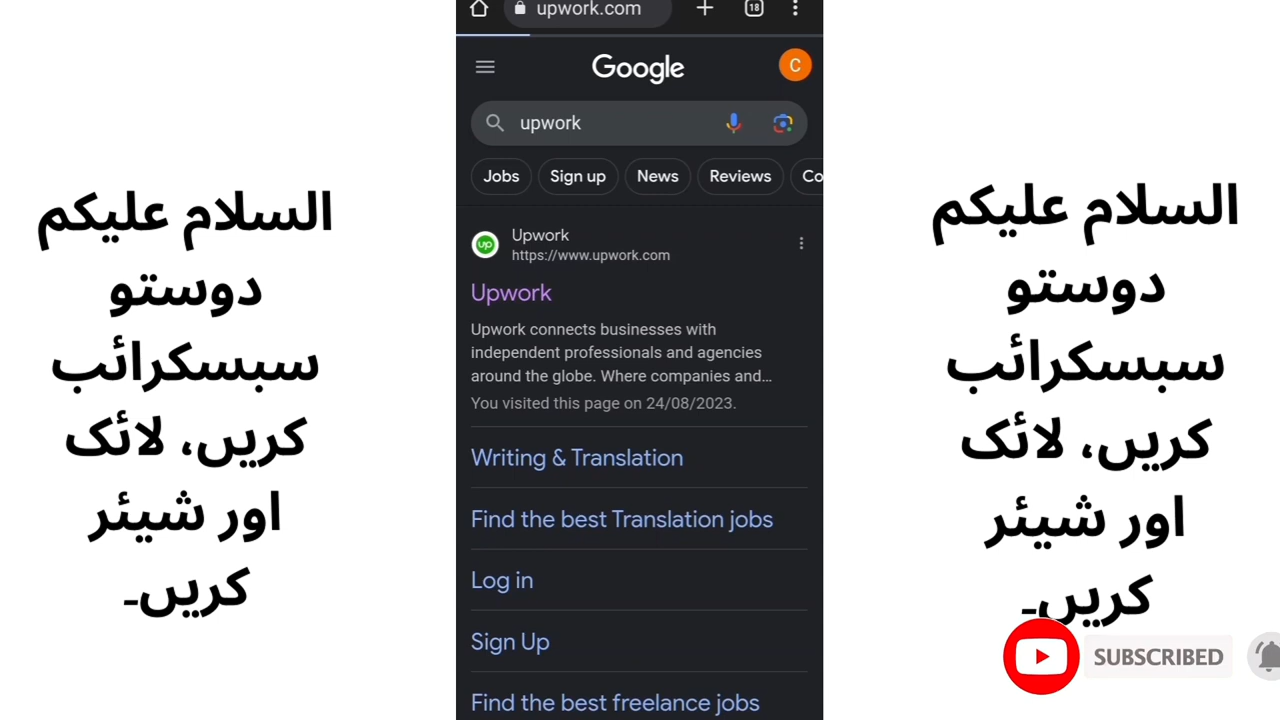 السلام علیکم
دوستو
سبسکرائب
کریں، لائک
اور شیئر
کریں۔
upwork.com
18
Google
C
upwork
Jobs
Sign up
News
Reviews
Co
Upwork
https://www.upwork.com
Upwork
Upwork connects businesses with
independent professionals and agencies
around the globe. Where companies and...
You visited this page on 24/08/2023.
Writing & Translation
Find the best Translation jobs
Log in
Sign Up
Find the best freelance jobs
السلام علیکم
دوستو
سبسکرائب
کریں، لائک
اور شیئر
کریں۔
SUBSCRIBED